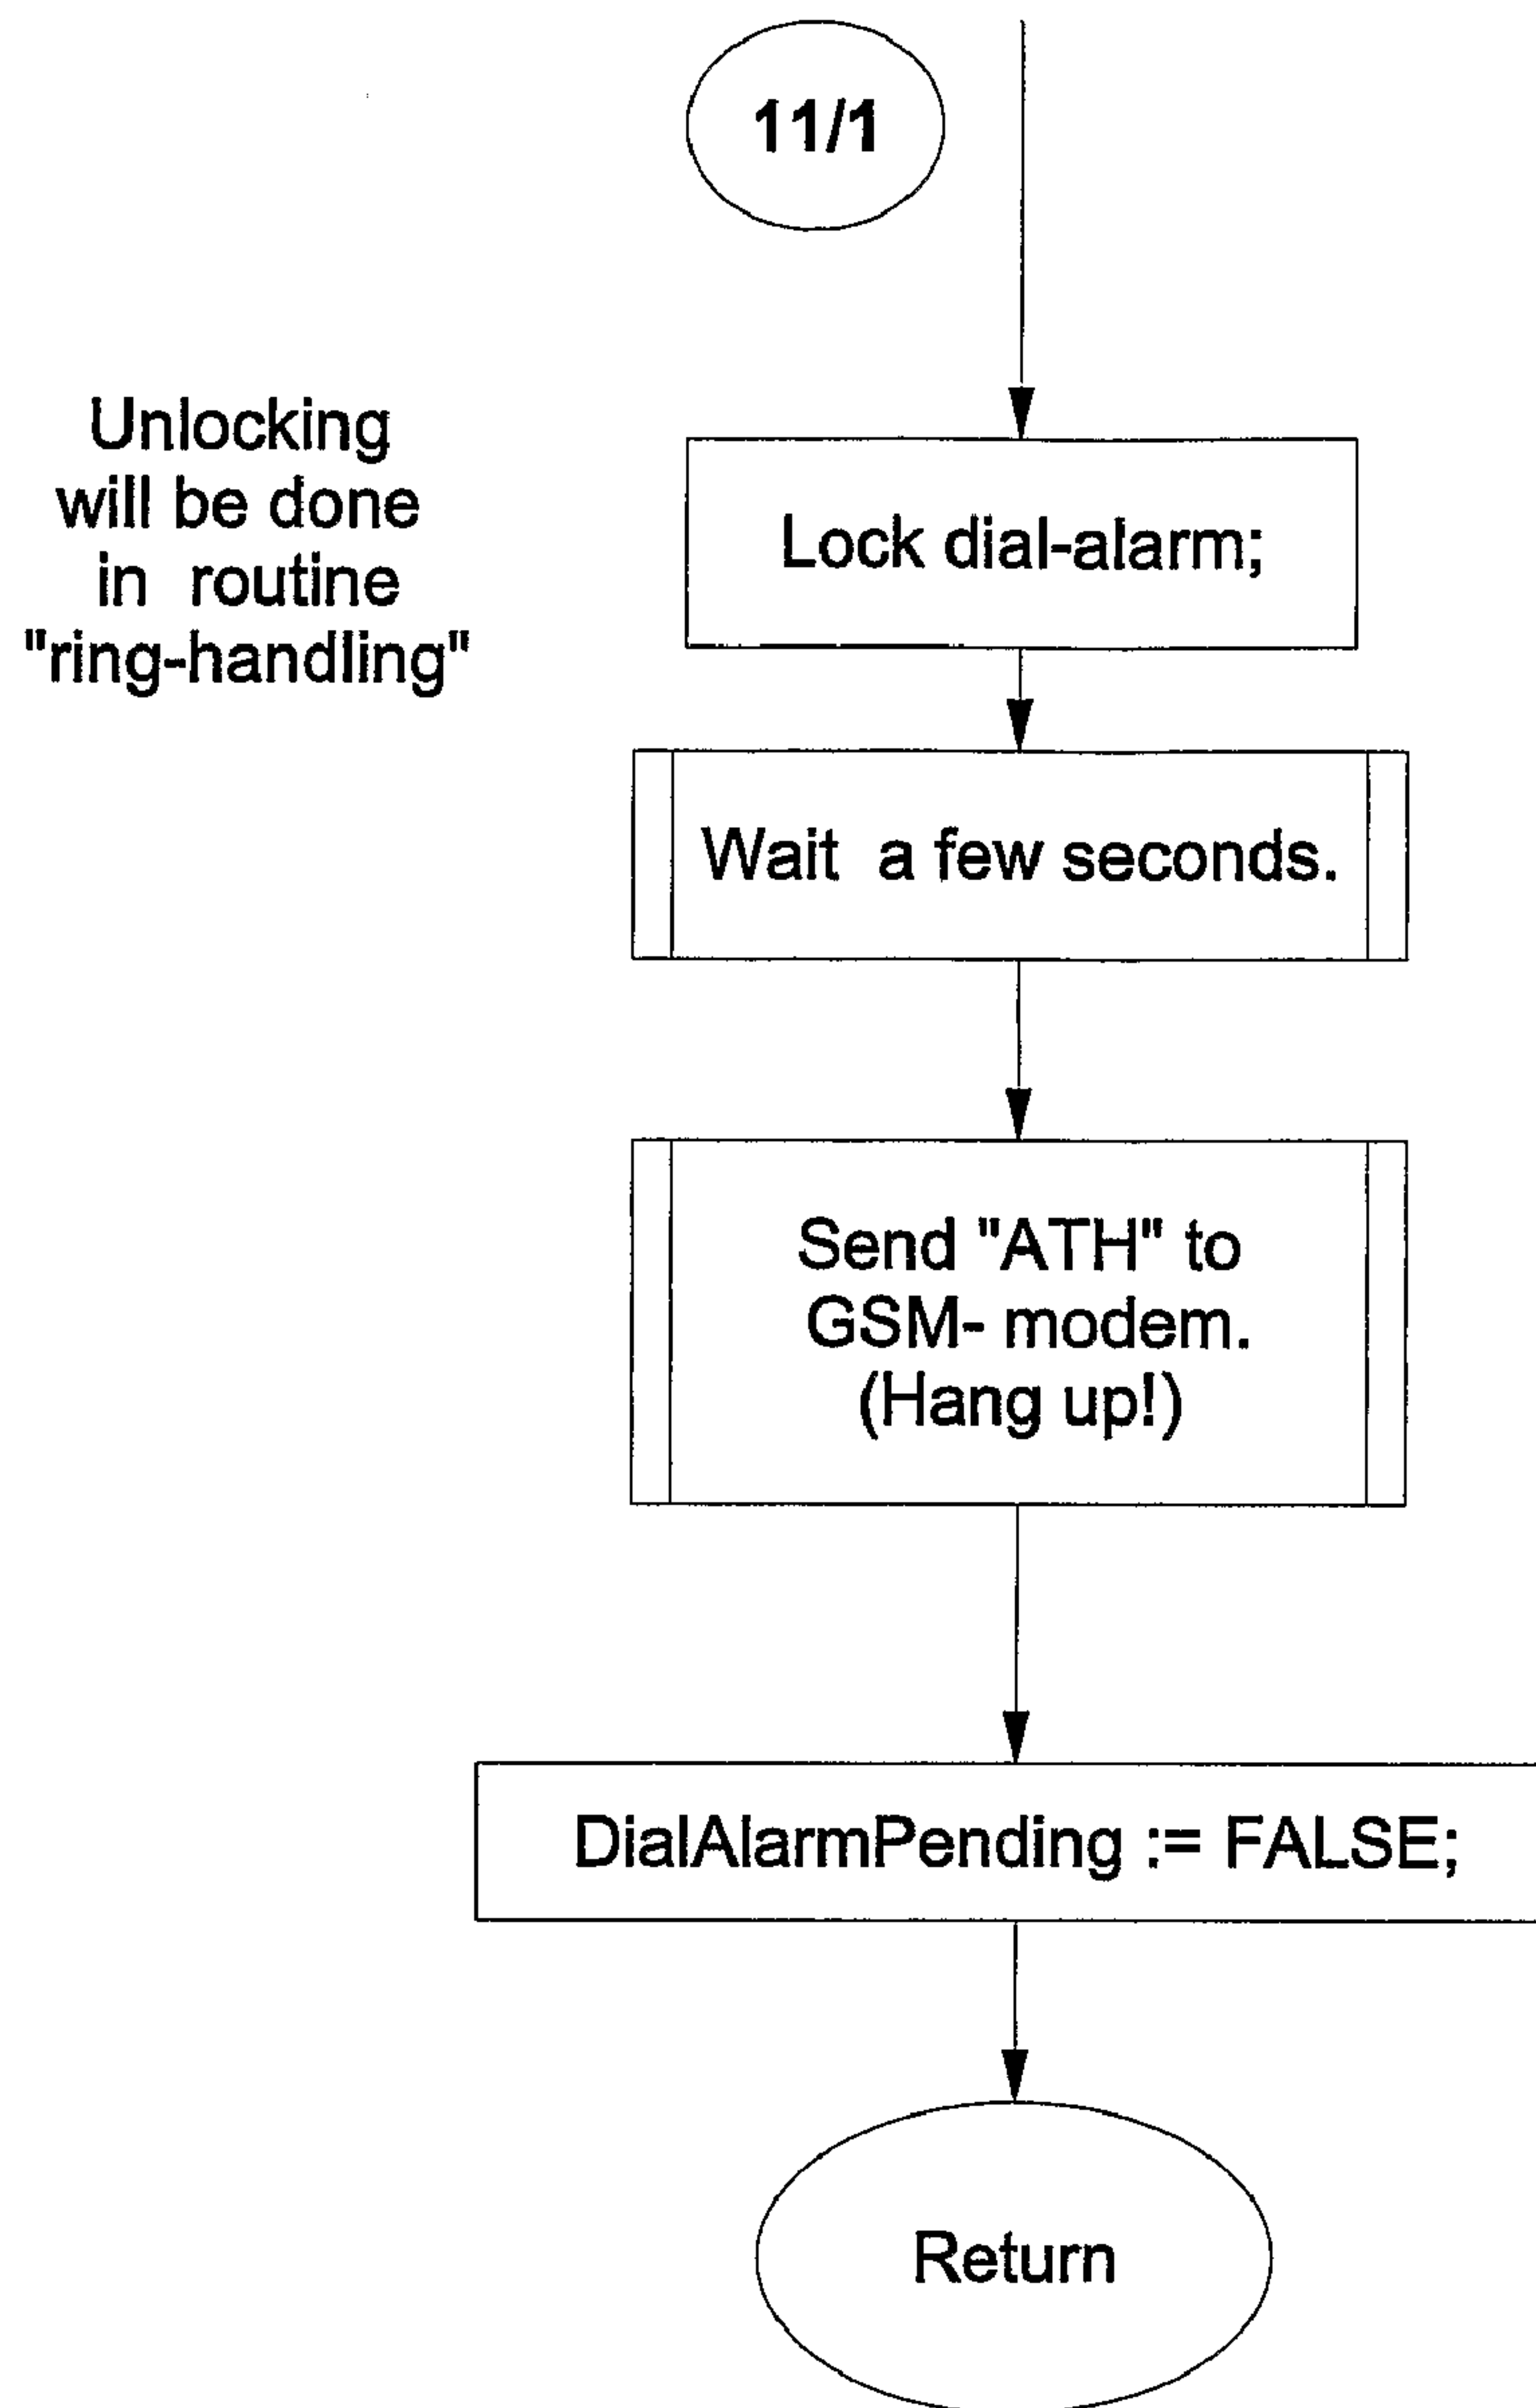 11/1
Unlocking
will be done
in routine
"ring-handling"
Lock dial-alarm;
Wait a few seconds.
Send "ATH" to
GSM- modem.
(Hang up!)
DialAlarmPending := FALSE;
Return